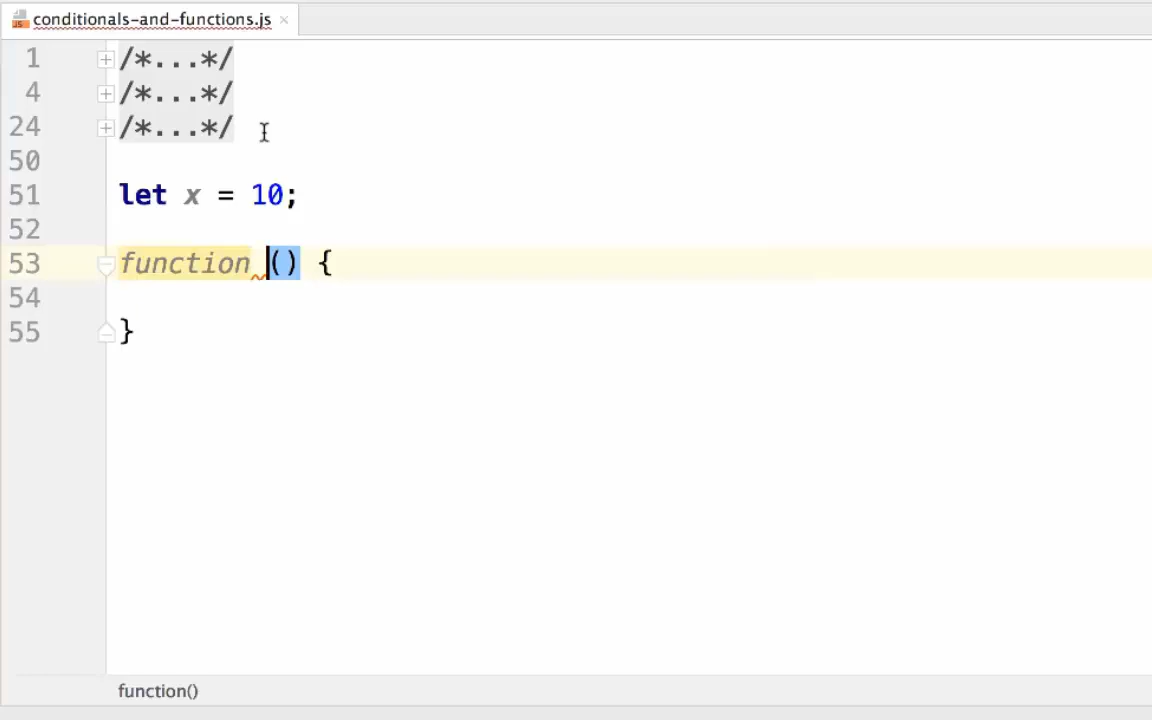 conditionals-and-functions.js
1 /*...*/
4 /*...*/
24 /*...*/
50
51 let x = 10;
52
53 function () {
54
55 }
function()